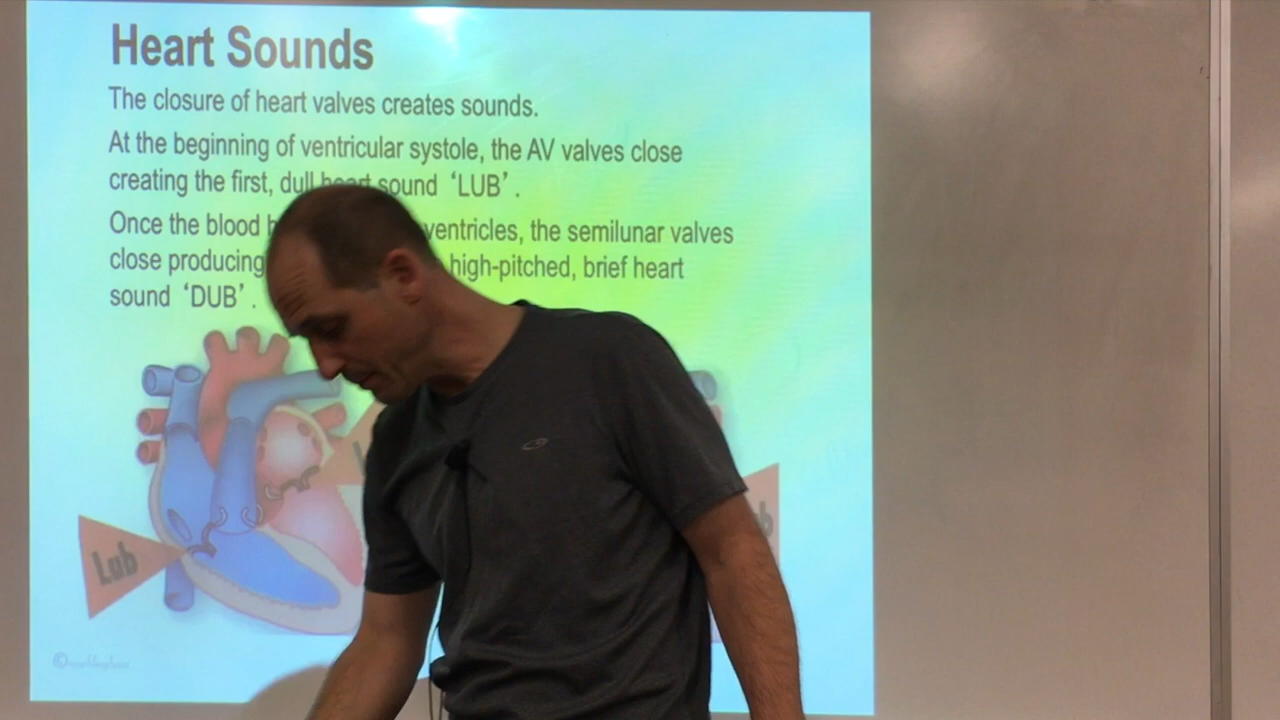 Heart Sounds
The closure of heart valves creates sounds.
At the beginning of ventricular systole, the AV valves close
creating the first, dull heart sound ‘LUB’.
Once the blood ventricles, the semilunar valves
close producing high-pitched, brief heart
sound ‘DUB’.
Lub